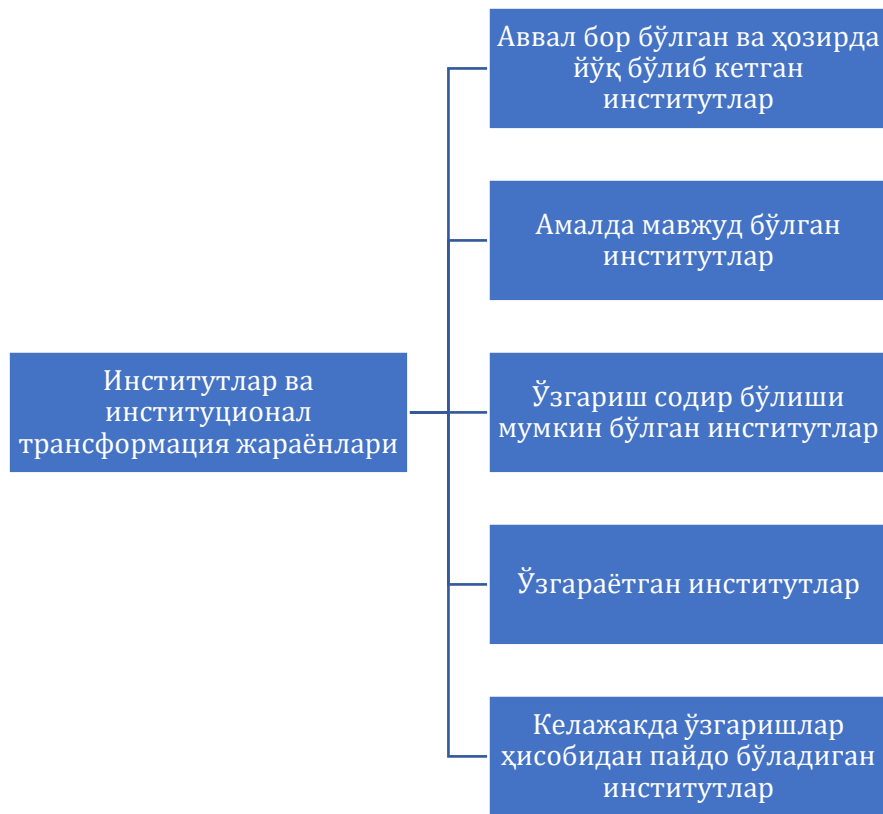 Институтлар ва
институционал
трансформация жараёнлари
Аввал бор бўлган ва ҳозирда
йўқ бўлиб кетган
институтлар
Амалда мавжуд бўлган
институтлар
Ўзгариш содир бўлиши
мумкин бўлган институтлар
Ўзгараётган институтлар
Келажакда ўзгаришлар
ҳисобидан пайдо бўладиган
институтлар